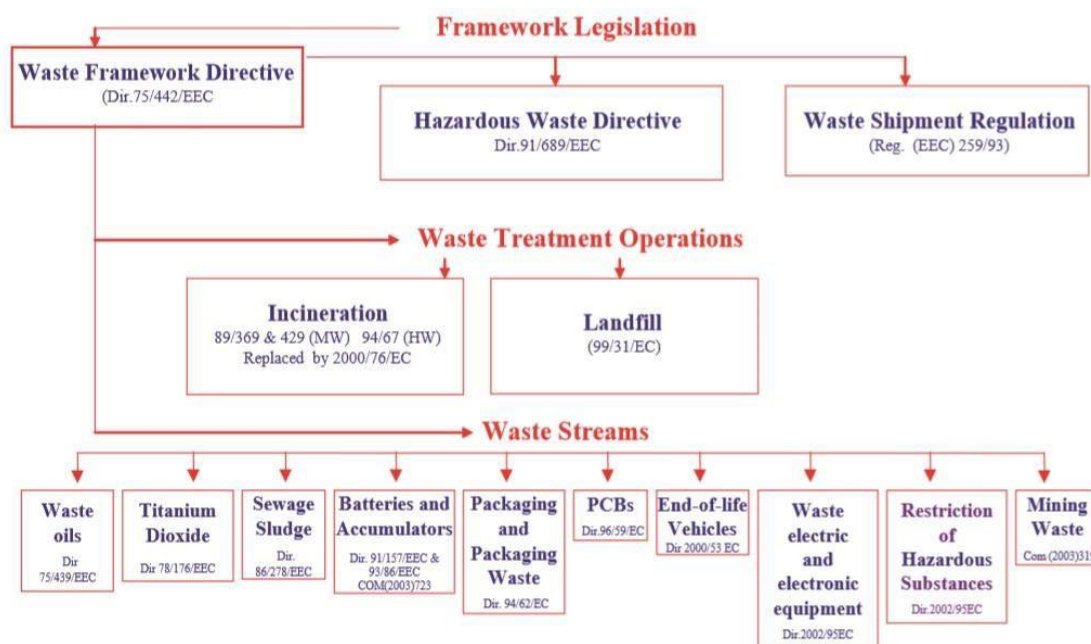 Framework Legislation
Waste Framework Directive
(Dir.75/442/EEC
Hazardous Waste Directive
Dir.91/689/EEC
Waste Shipment Regulation
(Reg. (EEC) 259/93)
Waste Treatment Operations
Incineration
89/369 & 429 (MW) 94/67 (HW)
Replaced by 2000/76/EC
Landfill
(99/31/EC)
Waste Streams
Waste
oils
Dir
75/439/EEC
Titanium
Dioxide
Dir 78/176/EEC
Sewage
Sludge
Dir.
86/278/EEC
Batteries and
Accumulators
Dir. 91/157/EEC &
93/86/EEC
COM(2003)723
Packaging
and
Packaging
Waste
Dir. 94/62/EC
PCBs
Dir.96/59/EC
End-of-life
Vehicles
Dir 2000/53 EC
Waste
electric
and
electronic
equipment
Dir.2002/95EC
Restriction
of
Hazardous
Substances
Dir.2002/95EC
Mining
Waste
Com (2003)319